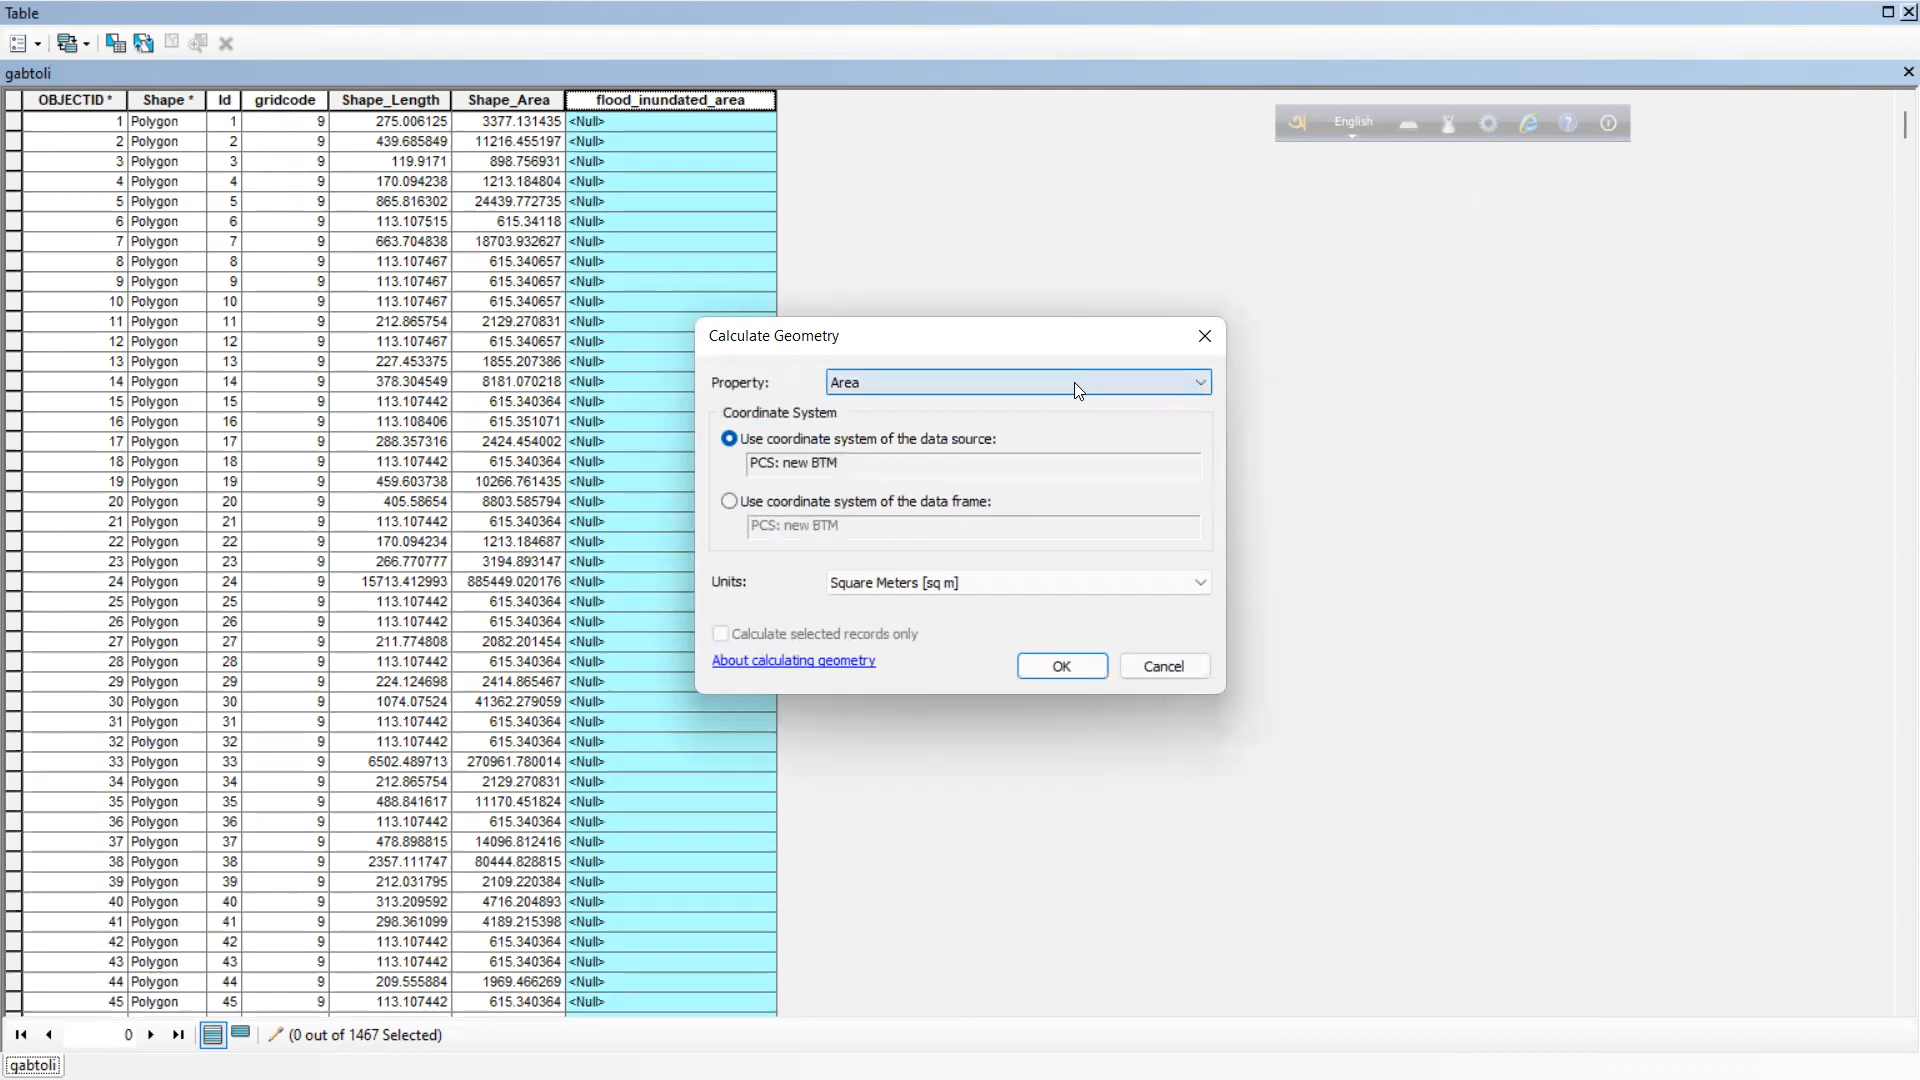 Table
gabtoli
OBJECTID * Shape * Id gridcode Shape_Length Shape_Area flood_inundated_area
1 Polygon 1 9 275.006125 3377.131435 <Null>
2 Polygon 2 9 439.685849 11216.455197 <Null>
3 Polygon 3 9 119.9171 898.756931 <Null>
4 Polygon 4 9 170.094238 1213.184804 <Null>
5 Polygon 5 9 865.816302 24439.772735 <Null>
6 Polygon 6 9 113.107515 615.34118 <Null>
7 Polygon 7 9 663.704838 18703.932627 <Null>
8 Polygon 8 9 113.107467 615.340657 <Null>
9 Polygon 9 9 113.107467 615.340657 <Null>
10 Polygon 10 9 113.107467 615.340657 <Null>
11 Polygon 11 9 212.865754 2129.270831 <Null>
12 Polygon 12 9 113.107467 615.340657 <Null>
13 Polygon 13 9 227.453375 1855.207386 <Null>
14 Polygon 14 9 378.304549 8181.070218 <Null>
15 Polygon 15 9 113.107442 615.340364 <Null>
16 Polygon 16 9 113.108406 615.351071 <Null>
17 Polygon 17 9 288.357316 2424.454002 <Null>
18 Polygon 18 9 113.107442 615.340364 <Null>
19 Polygon 19 9 459.603738 10266.761435 <Null>
20 Polygon 20 9 405.58654 8803.585794 <Null>
21 Polygon 21 9 113.107442 615.340364 <Null>
22 Polygon 22 9 170.094234 1213.184687 <Null>
23 Polygon 23 9 266.770777 3194.893147 <Null>
24 Polygon 24 9 15713.412993 885449.020176 <Null>
25 Polygon 25 9 113.107442 615.340364 <Null>
26 Polygon 26 9 113.107442 615.340364 <Null>
27 Polygon 27 9 211.774808 2082.201454 <Null>
28 Polygon 28 9 113.107442 615.340364 <Null>
29 Polygon 29 9 224.124698 2414.865467 <Null>
30 Polygon 30 9 1074.07524 41362.279059 <Null>
31 Polygon 31 9 113.107442 615.340364 <Null>
32 Polygon 32 9 113.107442 615.340364 <Null>
33 Polygon 33 9 6502.489713 270961.780014 <Null>
34 Polygon 34 9 212.865754 2129.270831 <Null>
35 Polygon 35 9 488.841617 11170.451824 <Null>
36 Polygon 36 9 113.107442 615.340364 <Null>
37 Polygon 37 9 478.898815 14096.812416 <Null>
38 Polygon 38 9 2357.111747 80444.828815 <Null>
39 Polygon 39 9 212.031795 2109.220384 <Null>
40 Polygon 40 9 313.209592 4716.204893 <Null>
41 Polygon 41 9 298.361099 4189.215398 <Null>
42 Polygon 42 9 113.107442 615.340364 <Null>
43 Polygon 43 9 113.107442 615.340364 <Null>
44 Polygon 44 9 209.555884 1969.466269 <Null>
45 Polygon 45 9 113.107442 615.340364 <Null>
English
Calculate Geometry
Property: Area
Coordinate System
Use coordinate system of the data source:
PCS: new BTM
Use coordinate system of the data frame:
PCS: new BTM
Units: Square Meters [sq m]
Calculate selected records only
About calculating geometry
OK Cancel
0 (0 out of 1467 Selected)
gabtoli